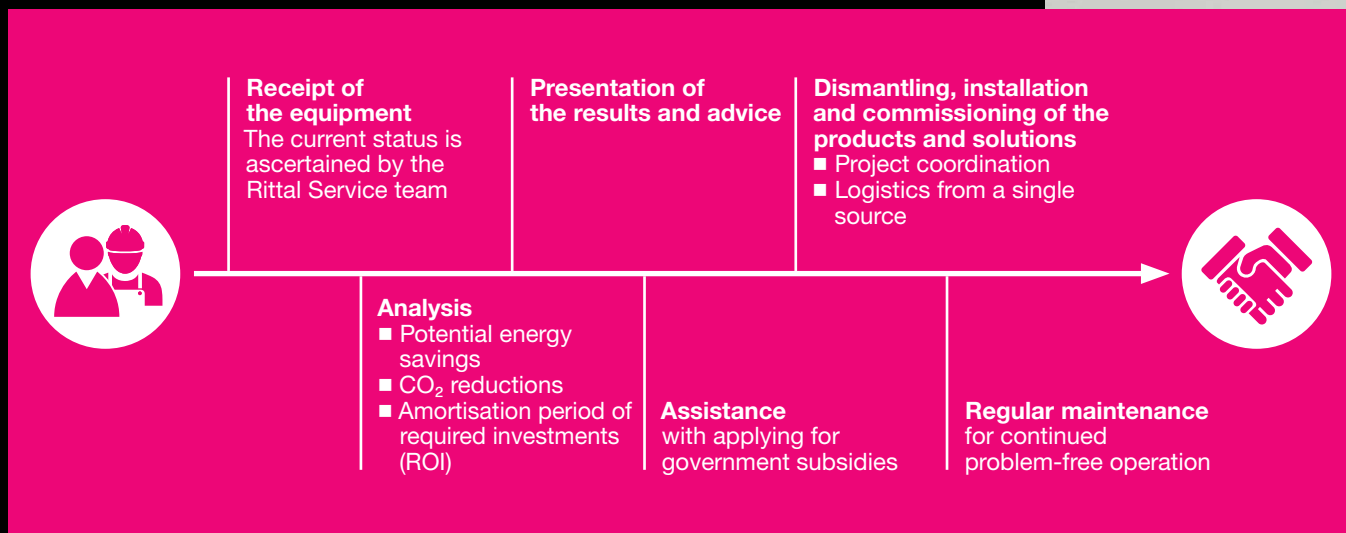 Receipt of
the equipment
The current status is
ascertained by the
Rittal Service team
Analysis
■ Potential energy
savings
■ CO₂ reductions
■ Amortisation period of
required investments
(ROI)
Presentation of
the results and advice
Assistance
with applying for
government subsidies
Dismantling, installation
and commissioning of the
products and solutions
■ Project coordination
■ Logistics from a single
source
Regular maintenance
for continued
problem-free operation